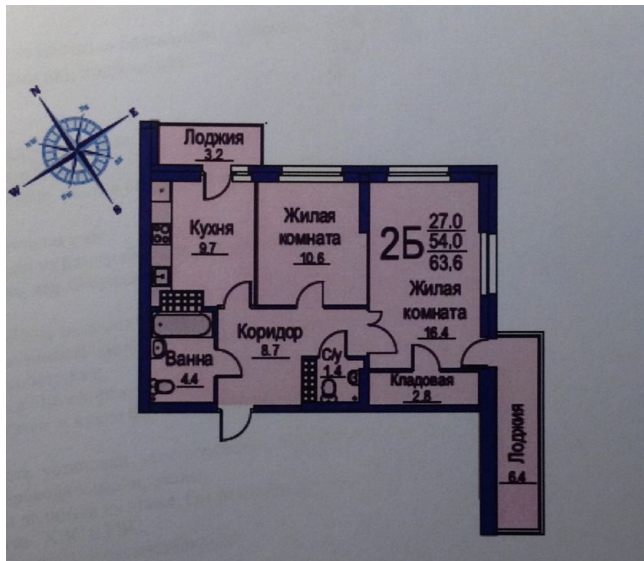 N
E
W
S
Лоджия
3.2
Кухня
9.7
Жилая
комната
10.6
2Б
27.0
54,0
63,6
Жилая
комната
16.4
Коридор
8.7
С/у
1.4
Ванна
4.4
Кладовая
2.8
Лоджия
6.4